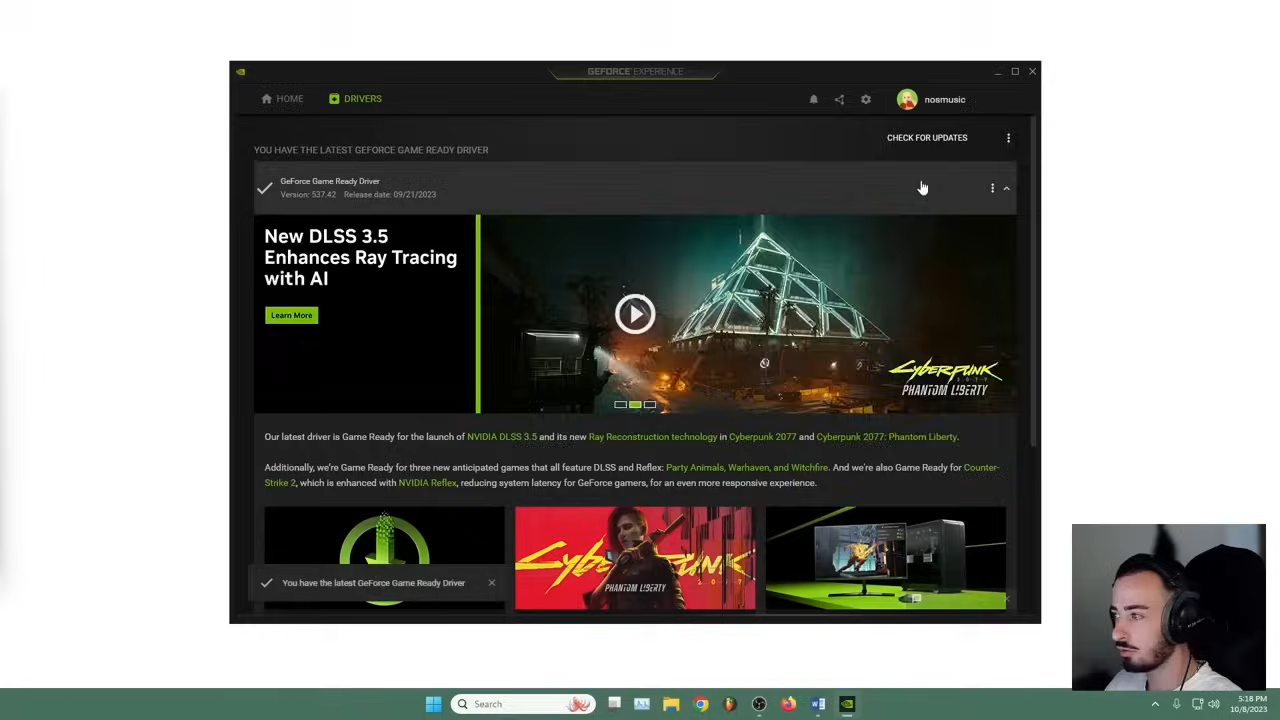 GEFORCE EXPERIENCE
HOME
DRIVERS
nosmusic
CHECK FOR UPDATES
YOU HAVE THE LATEST GEFORCE GAME READY DRIVER
GeForce Game Ready Driver
Version: 537.42 Release date: 09/21/2023
New DLSS 3.5
Enhances Ray Tracing
with AI
Learn More
Cyberpunk
2077
PHANTOM LIBERTY
Our latest driver is Game Ready for the launch of NVIDIA DLSS 3.5 and its new Ray Reconstruction technology in Cyberpunk 2077 and Cyberpunk 2077: Phantom Liberty.
Additionally, we're Game Ready for three new anticipated games that all feature DLSS and Reflex: Party Animals, Warhaven, and Witchfire. And we're also Game Ready for Counter-
Strike 2, which is enhanced with NVIDIA Reflex, reducing system latency for GeForce gamers, for an even more responsive experience.
Cyberpunk
2077
PHANTOM LIBERTY
You have the latest GeForce Game Ready Driver
Search
5:18 PM
10/8/2023